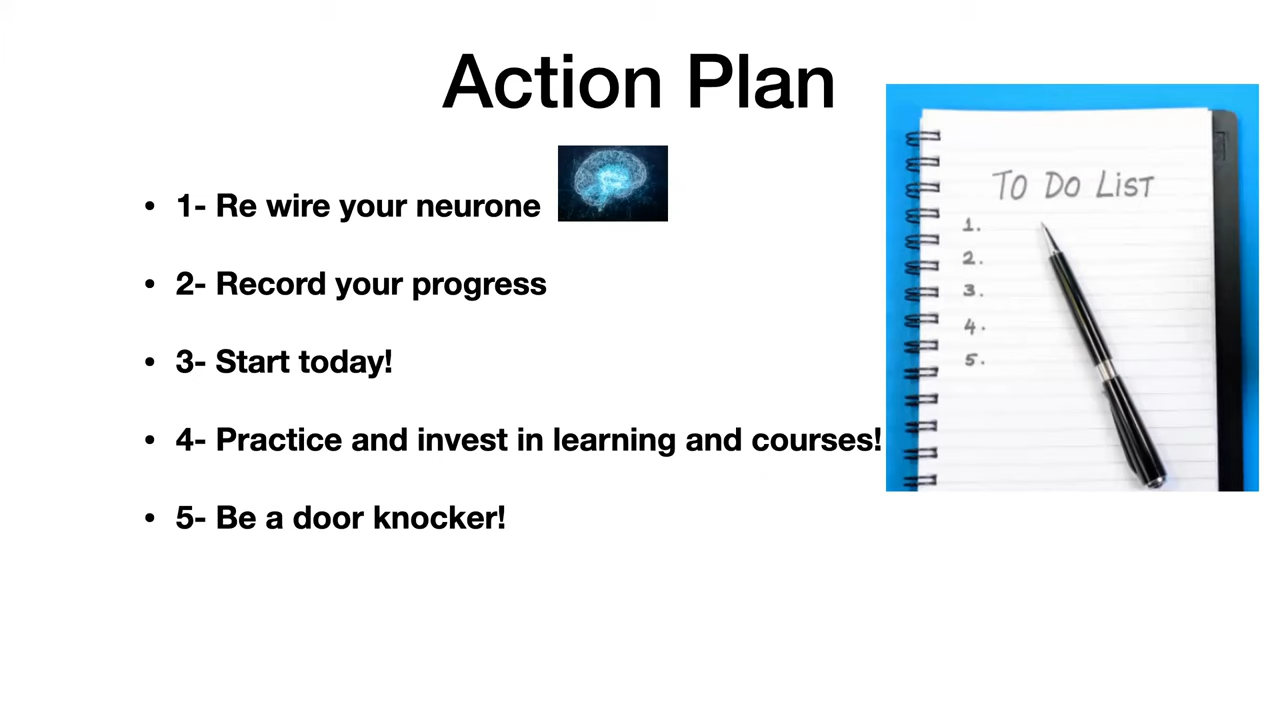 Action Plan
• 1- Re wire your neurone
• 2- Record your progress
• 3- Start today!
• 4- Practice and invest in learning and courses!
• 5- Be a door knocker!
TO DO LiST
1.
2.
3.
4.
5.